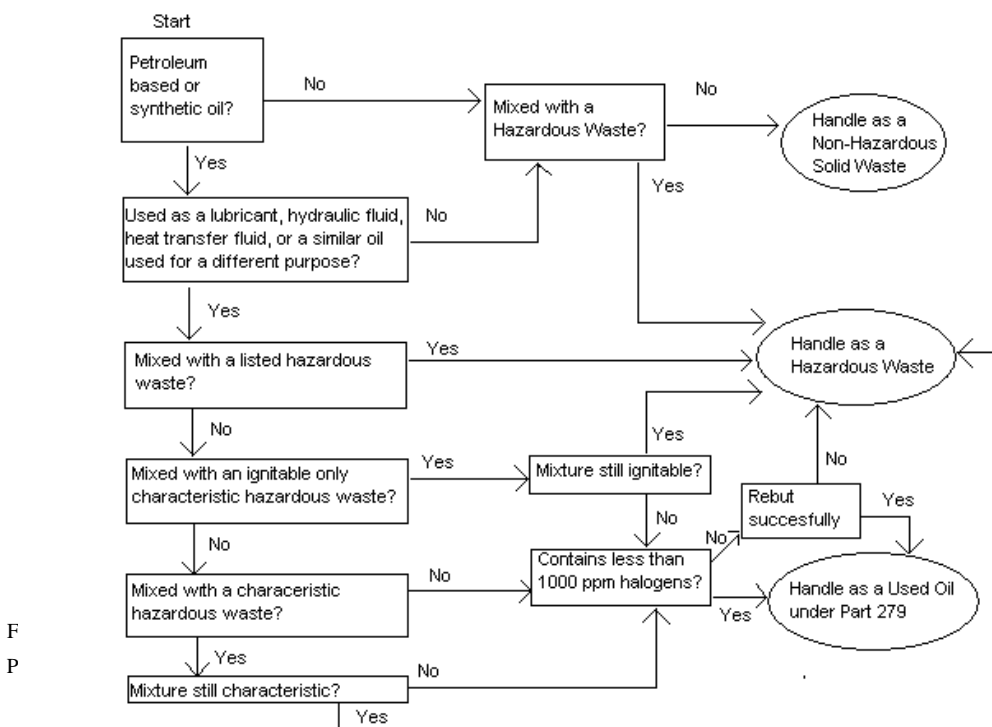 Start
Petroleum
based or
synthetic oil?
No
Mixed with a
Hazardous Waste?
No
Handle as a
Non-Hazardous
Solid Waste
Yes
Yes
Used as a lubricant, hydraulic fluid,
heat transfer fluid, or a similar oil
used for a different purpose?
No
Yes
Mixed with a listed hazardous
waste?
Yes
Handle as a
Hazardous Waste
No
Mixed with an ignitable only
characteristic hazardous waste?
Yes
Mixture still ignitable?
Yes
No
Rebut
succesfully
No
Yes
No
Mixed with a characeristic
hazardous waste?
No
Contains less than
1000 ppm halogens?
No
Yes
Handle as a Used Oil
under Part 279
F
P
Yes
Mixture still characteristic?
No
Yes